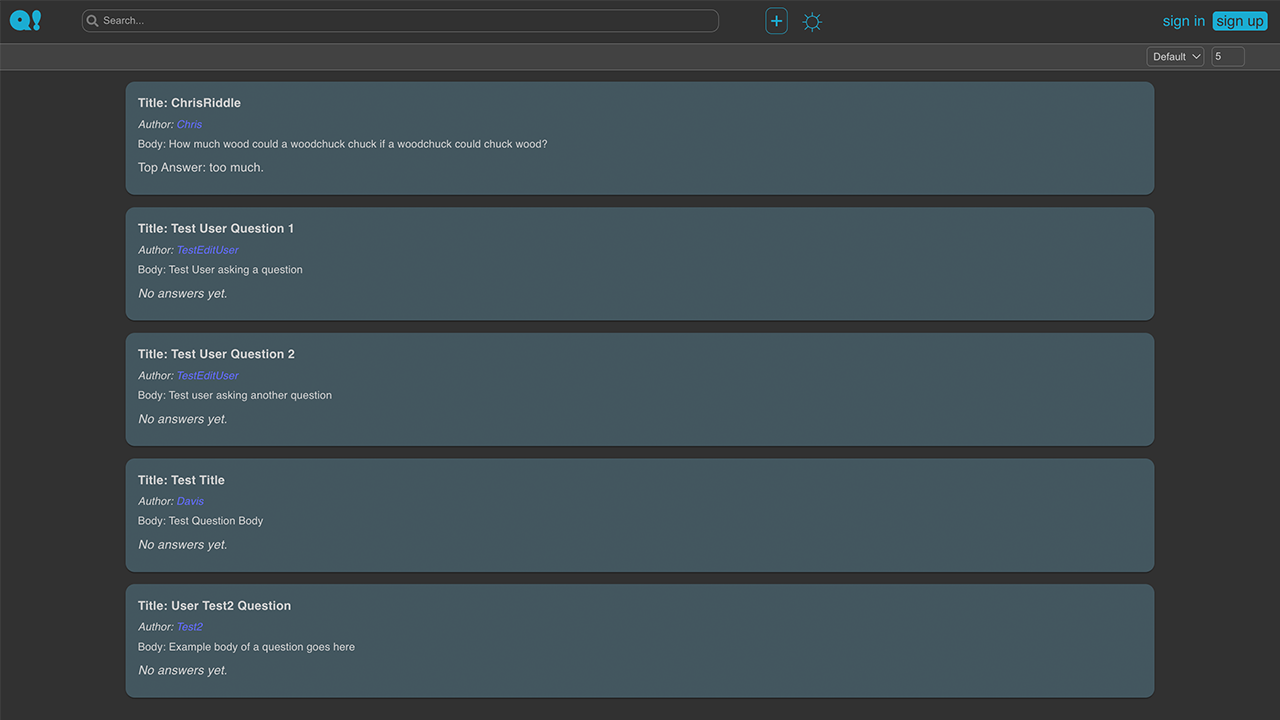 Q!
Search...
+
sign in
sign up
Default
5
Title: ChrisRiddle
Author: Chris
Body: How much wood could a woodchuck chuck if a woodchuck could chuck wood?
Top Answer: too much.
Title: Test User Question 1
Author: TestEditUser
Body: Test User asking a question
No answers yet.
Title: Test User Question 2
Author: TestEditUser
Body: Test user asking another question
No answers yet.
Title: Test Title
Author: Davis
Body: Test Question Body
No answers yet.
Title: User Test2 Question
Author: Test2
Body: Example body of a question goes here
No answers yet.